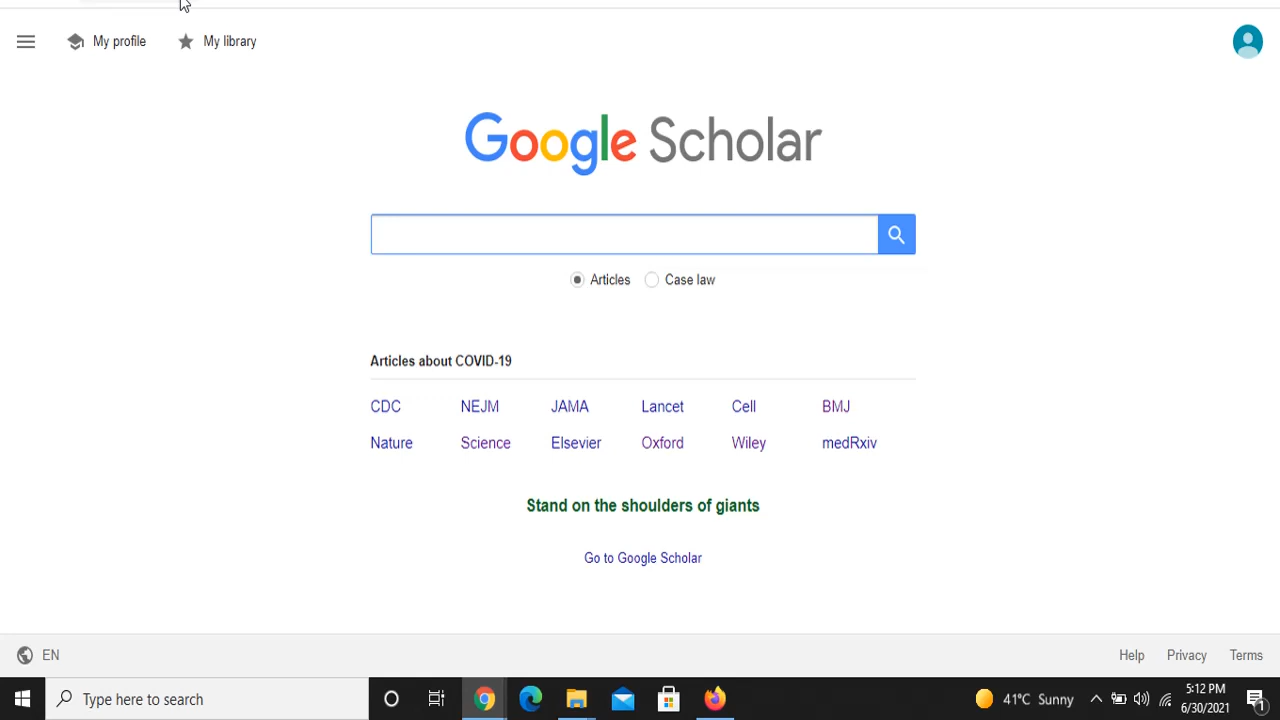 My profile My library
Google Scholar
Articles Case law
Articles about COVID-19
CDC NEJM JAMA Lancet Cell BMJ
Nature Science Elsevier Oxford Wiley medRxiv
Stand on the shoulders of giants
Go to Google Scholar
EN Help Privacy Terms
Type here to search 41°C Sunny 5:12 PM
6/30/2021 1